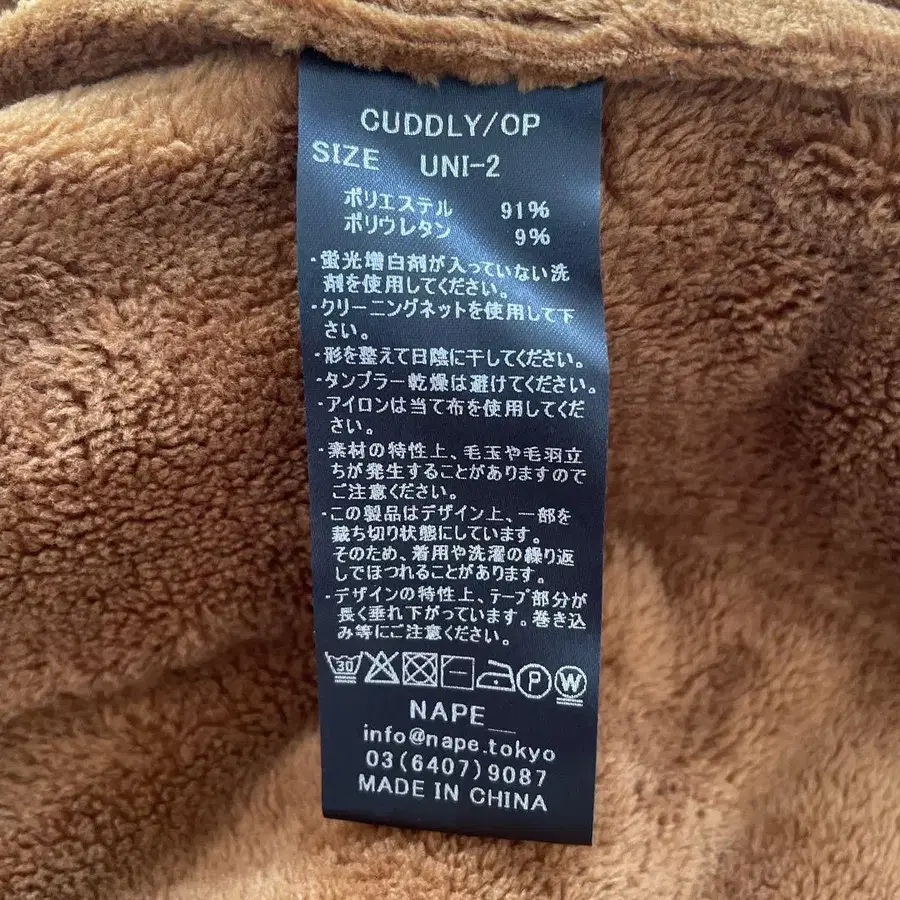 CUDDLY/OP
SIZE UNI-2
ポリエステル 91%
ポリウレタン 9%
・蛍光増白剤が入っていない洗
剤を使用してください。
・クリーニングネットを使用して下
さい。
・形を整えて日陰に干してください。
・タンブラー乾燥は避けてください。
・アイロンは当て布を使用してくだ
さい。
・素材の特性上、毛玉や毛羽立
ちが発生することがありますので
ご注意ください。
・この製品はデザイン上、一部を
裁ち切り状態にしています。
そのため、着用や洗濯の繰り返
しでほつれることがあります。
・デザインの特性上、テープ部分が
長く垂れ下がっています。巻き込
み等にご注意ください。
30 P W
NAPE_
info@nape.tokyo
03(6407)9087
MADE IN CHINA